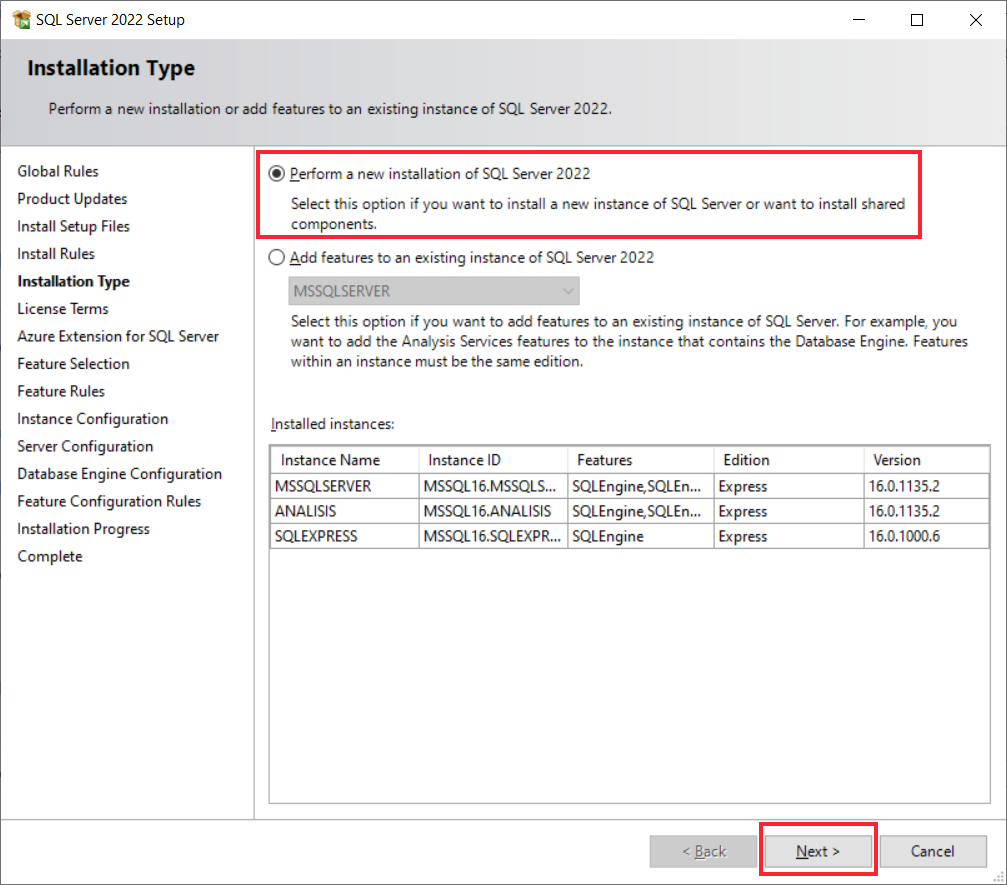 SQL Server 2022 Setup
Installation Type
Perform a new installation or add features to an existing instance of SQL Server 2022.
Global Rules
Product Updates
Install Setup Files
Install Rules
Installation Type
License Terms
Azure Extension for SQL Server
Feature Selection
Feature Rules
Instance Configuration
Server Configuration
Database Engine Configuration
Feature Configuration Rules
Installation Progress
Complete
Perform a new installation of SQL Server 2022
Select this option if you want to install a new instance of SQL Server or want to install shared
components.
Add features to an existing instance of SQL Server 2022
MSSQLSERVER
Select this option if you want to add features to an existing instance of SQL Server. For example, you
want to add the Analysis Services features to the instance that contains the Database Engine. Features
within an instance must be the same edition.
Installed instances:
Instance Name Instance ID Features Edition Version
MSSQLSERVER MSSQL16.MSSQLS... SQLEngine,SQLEn... Express 16.0.1135.2
ANALISIS MSSQL16.ANALISIS SQLEngine,SQLEn... Express 16.0.1135.2
SQLEXPRESS MSSQL16.SQLEXPR... SQLEngine Express 16.0.1000.6
< Back Next > Cancel